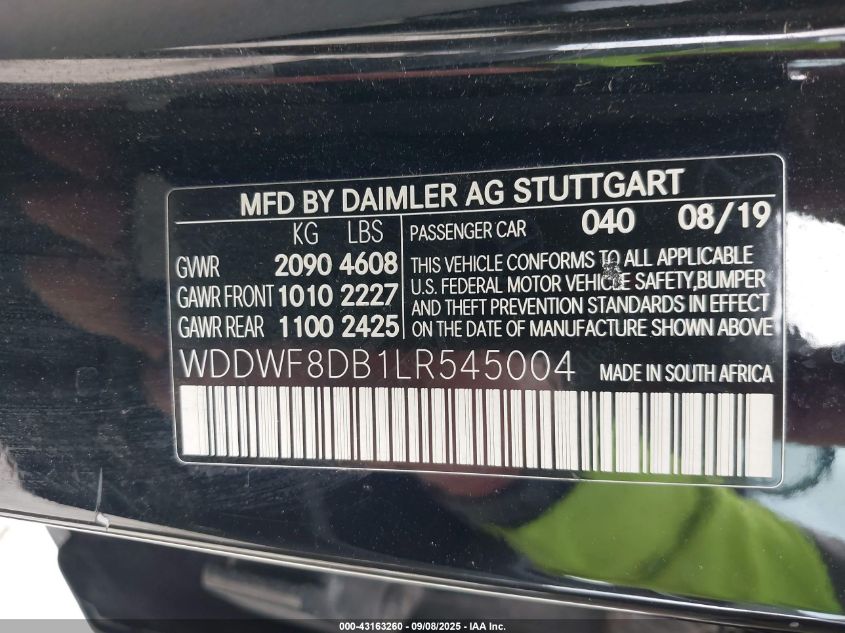 MFD BY DAIMLER AG STUTTGART
KG LBS
PASSENGER CAR 040 08/19
GVWR 2090 4608
GAWR FRONT 1010 2227
GAWR REAR 1100 2425
THIS VEHICLE CONFORMS TO ALL APPLICABLE
U.S. FEDERAL MOTOR VEHICLE SAFETY,BUMPER
AND THEFT PREVENTION STANDARDS IN EFFECT
ON THE DATE OF MANUFACTURE SHOWN ABOVE
WDDWF8DB1LR545004 MADE IN SOUTH AFRICA
000-43163260 - 09/08/2025 - IAA Inc.